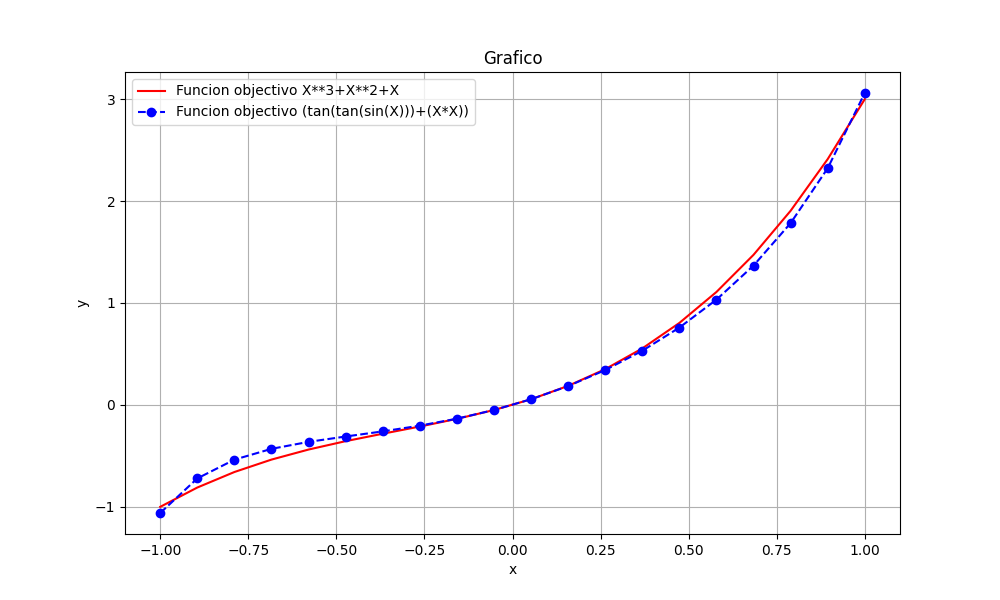 Grafico
Funcion objectivo X**3+X**2+X
Funcion objectivo (tan(tan(sin(X)))+(X*X))
3
2
1
0
−1
y
−1.00
−0.75
−0.50
−0.25
0.00
0.25
0.50
0.75
1.00
x